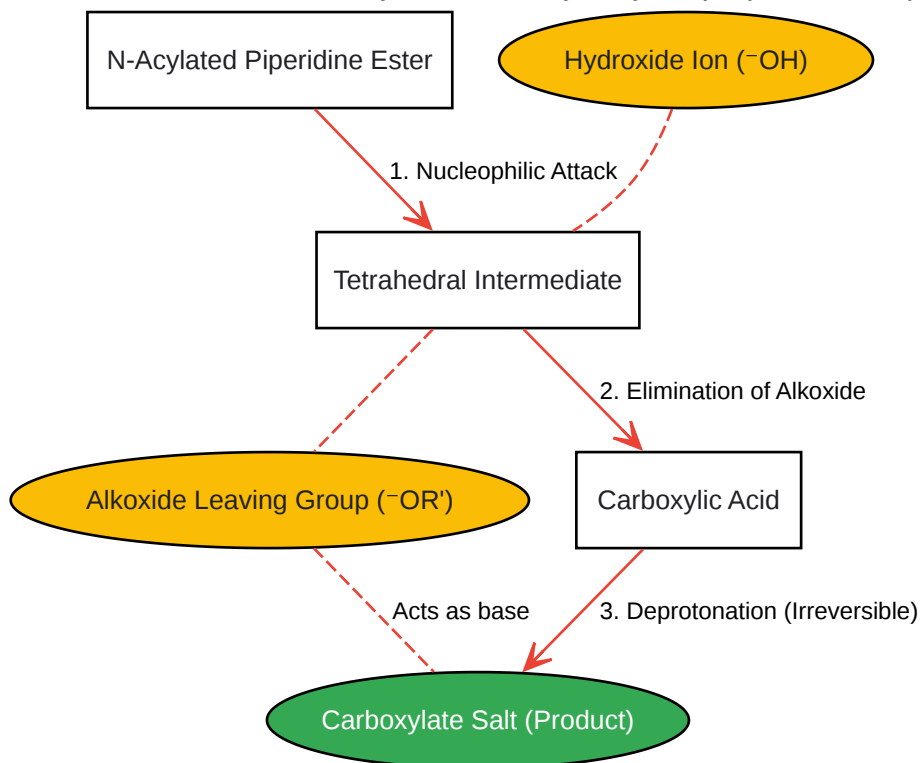 N-Acylated Piperidine Ester
Hydroxide Ion (⁻OH)
1. Nucleophilic Attack
Tetrahedral Intermediate
2. Elimination of Alkoxide
Alkoxide Leaving Group (⁻OR')
Carboxylic Acid
Acts as base
3. Deprotonation (Irreversible)
Carboxylate Salt (Product)